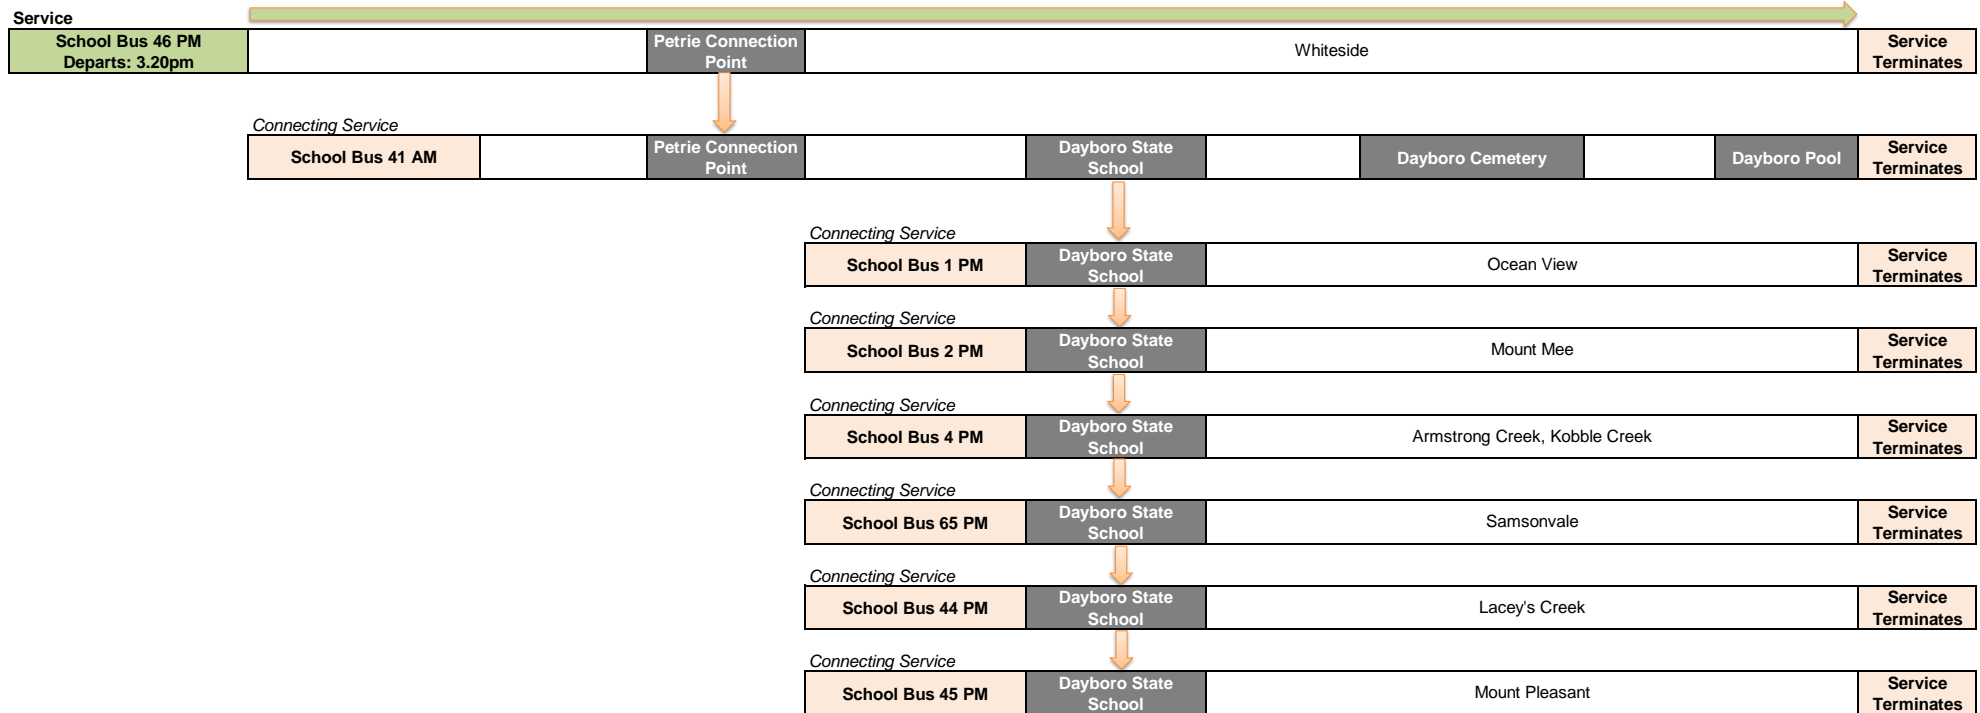 Service
School Bus 46 PM
Departs: 3.20pm
Petrie Connection
Point
Whiteside
Service
Terminates
Connecting Service
School Bus 41 AM
Petrie Connection
Point
Dayboro State
School
Dayboro Cemetery
Dayboro Pool
Service
Terminates
Connecting Service
School Bus 1 PM
Dayboro State
School
Ocean View
Service
Terminates
Connecting Service
School Bus 2 PM
Dayboro State
School
Mount Mee
Service
Terminates
Connecting Service
School Bus 4 PM
Dayboro State
School
Armstrong Creek, Kobble Creek
Service
Terminates
Connecting Service
School Bus 65 PM
Dayboro State
School
Samsonvale
Service
Terminates
Connecting Service
School Bus 44 PM
Dayboro State
School
Lacey's Creek
Service
Terminates
Connecting Service
School Bus 45 PM
Dayboro State
School
Mount Pleasant
Service
Terminates